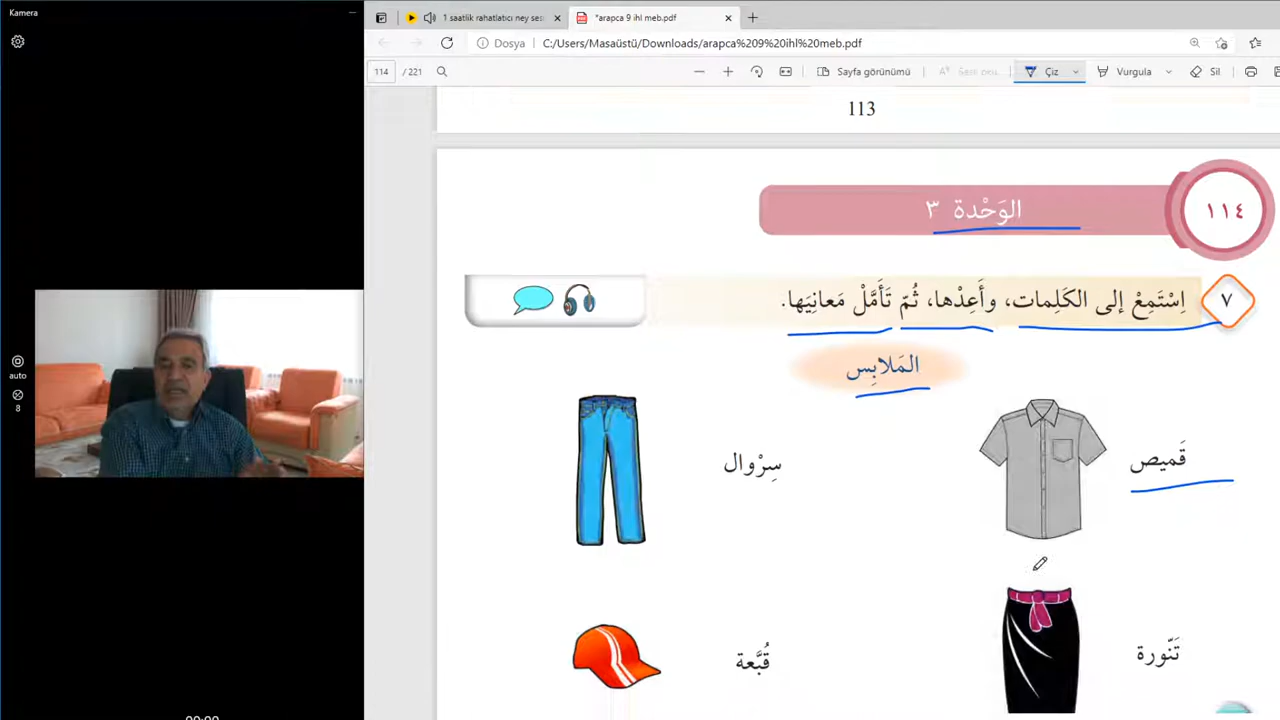 Kamera
1 saatlik rahatlatıcı ney ses
*arapca 9 ihl meb.pdf
Dosya
C:/Users/Masaüstü/Downloads/arapca%209%20ihl%20meb.pdf
114 / 221
Sayfa görünümü
Çiz
Vurgula
Sil
113
الوَحْدة ٣
١١٤
٧
اِسْتَمِعْ إلى الكَلِمات، وأَعِدْها، ثُمّ تَأَمَّلْ مَعانِيَها.
المَلابِس
قَميص
سِرْوال
تَنّورة
قُبَّعة
auto
8